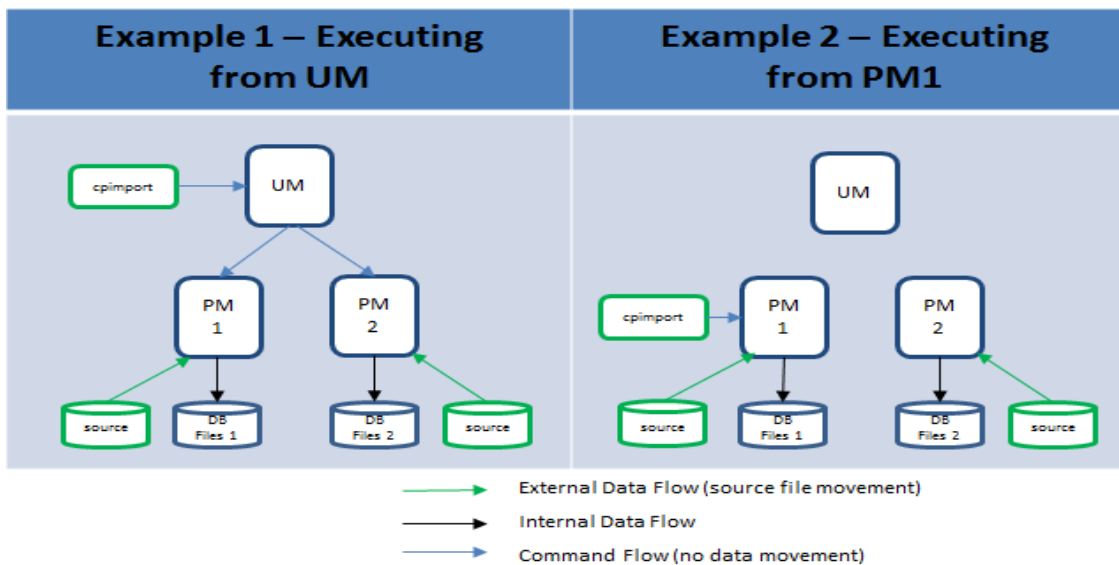 Example 1 – Executing
from UM
Example 2 – Executing
from PM1
cpimport
UM
PM
1
PM
2
source
DB
Files 1
DB
Files 2
source
UM
cpimport
PM
1
PM
2
source
DB
Files 1
DB
Files 2
source
External Data Flow (source file movement)
Internal Data Flow
Command Flow (no data movement)